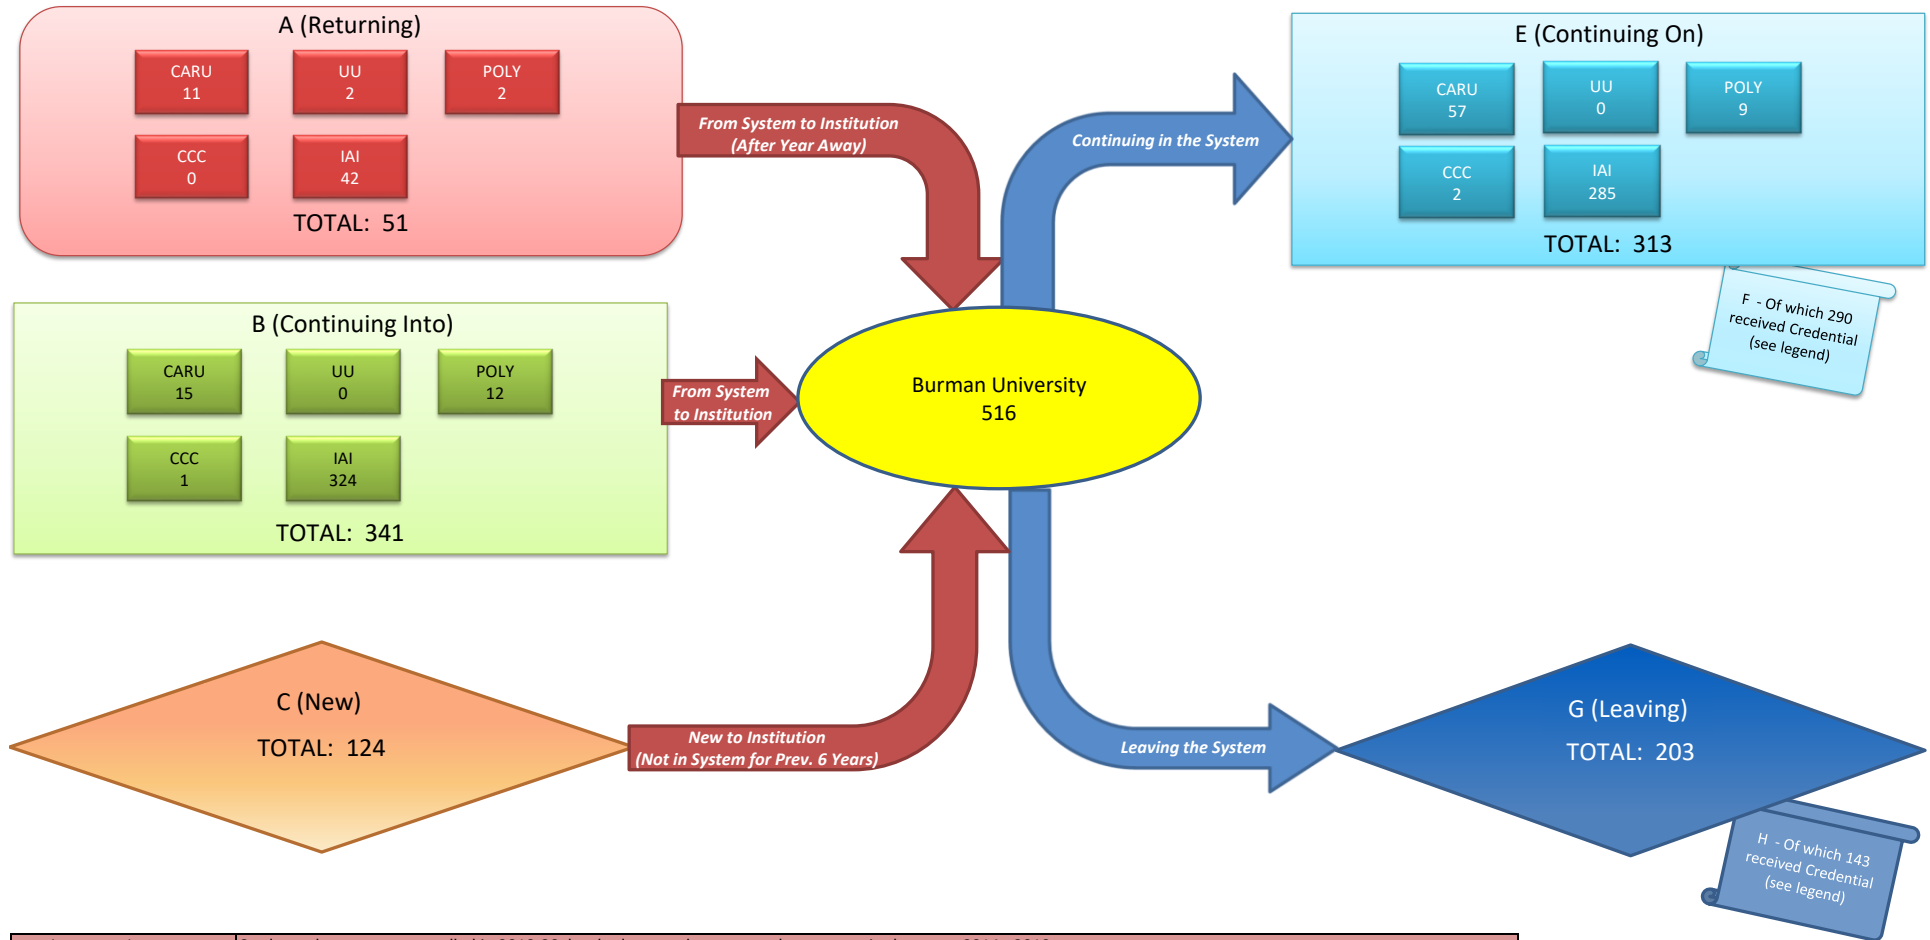 A (Returning)
CARU
11
UU
2
POLY
2
CCC
0
IAI
42
TOTAL: 51
From System to Institution
(After Year Away)
Continuing in the System
E (Continuing On)
CARU
57
UU
0
POLY
9
CCC
2
IAI
285
TOTAL: 313
F - Of which 290
received Credential
(see legend)
B (Continuing Into)
CARU
15
UU
0
POLY
12
CCC
1
IAI
324
TOTAL: 341
From System
to Institution
Burman University
516
C (New)
TOTAL: 124
New to Institution
(Not in System for Prev. 6 Years)
Leaving the System
G (Leaving)
TOTAL: 203
H - Of which 143
received Credential
(see legend)